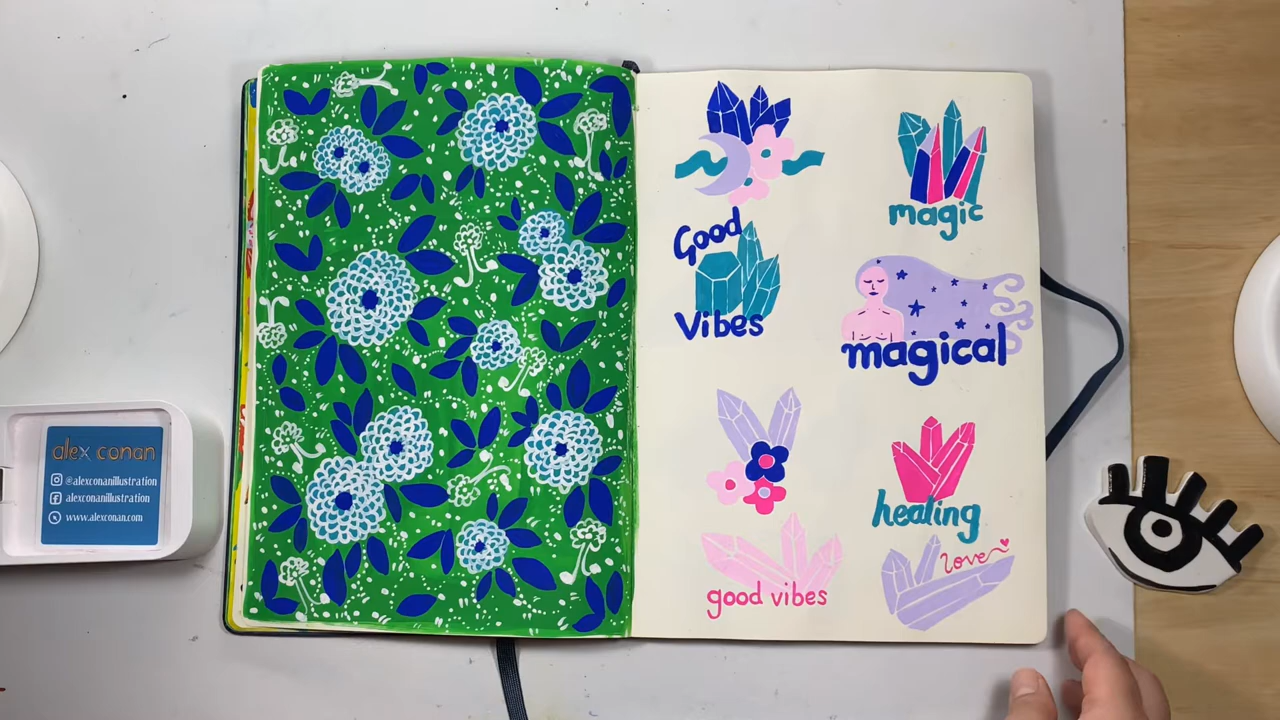 alex conan
@alexconanillustration
alexconanillustration
www.alexconan.com
Good
Vibes
good vibes
magic
magical
healing
love